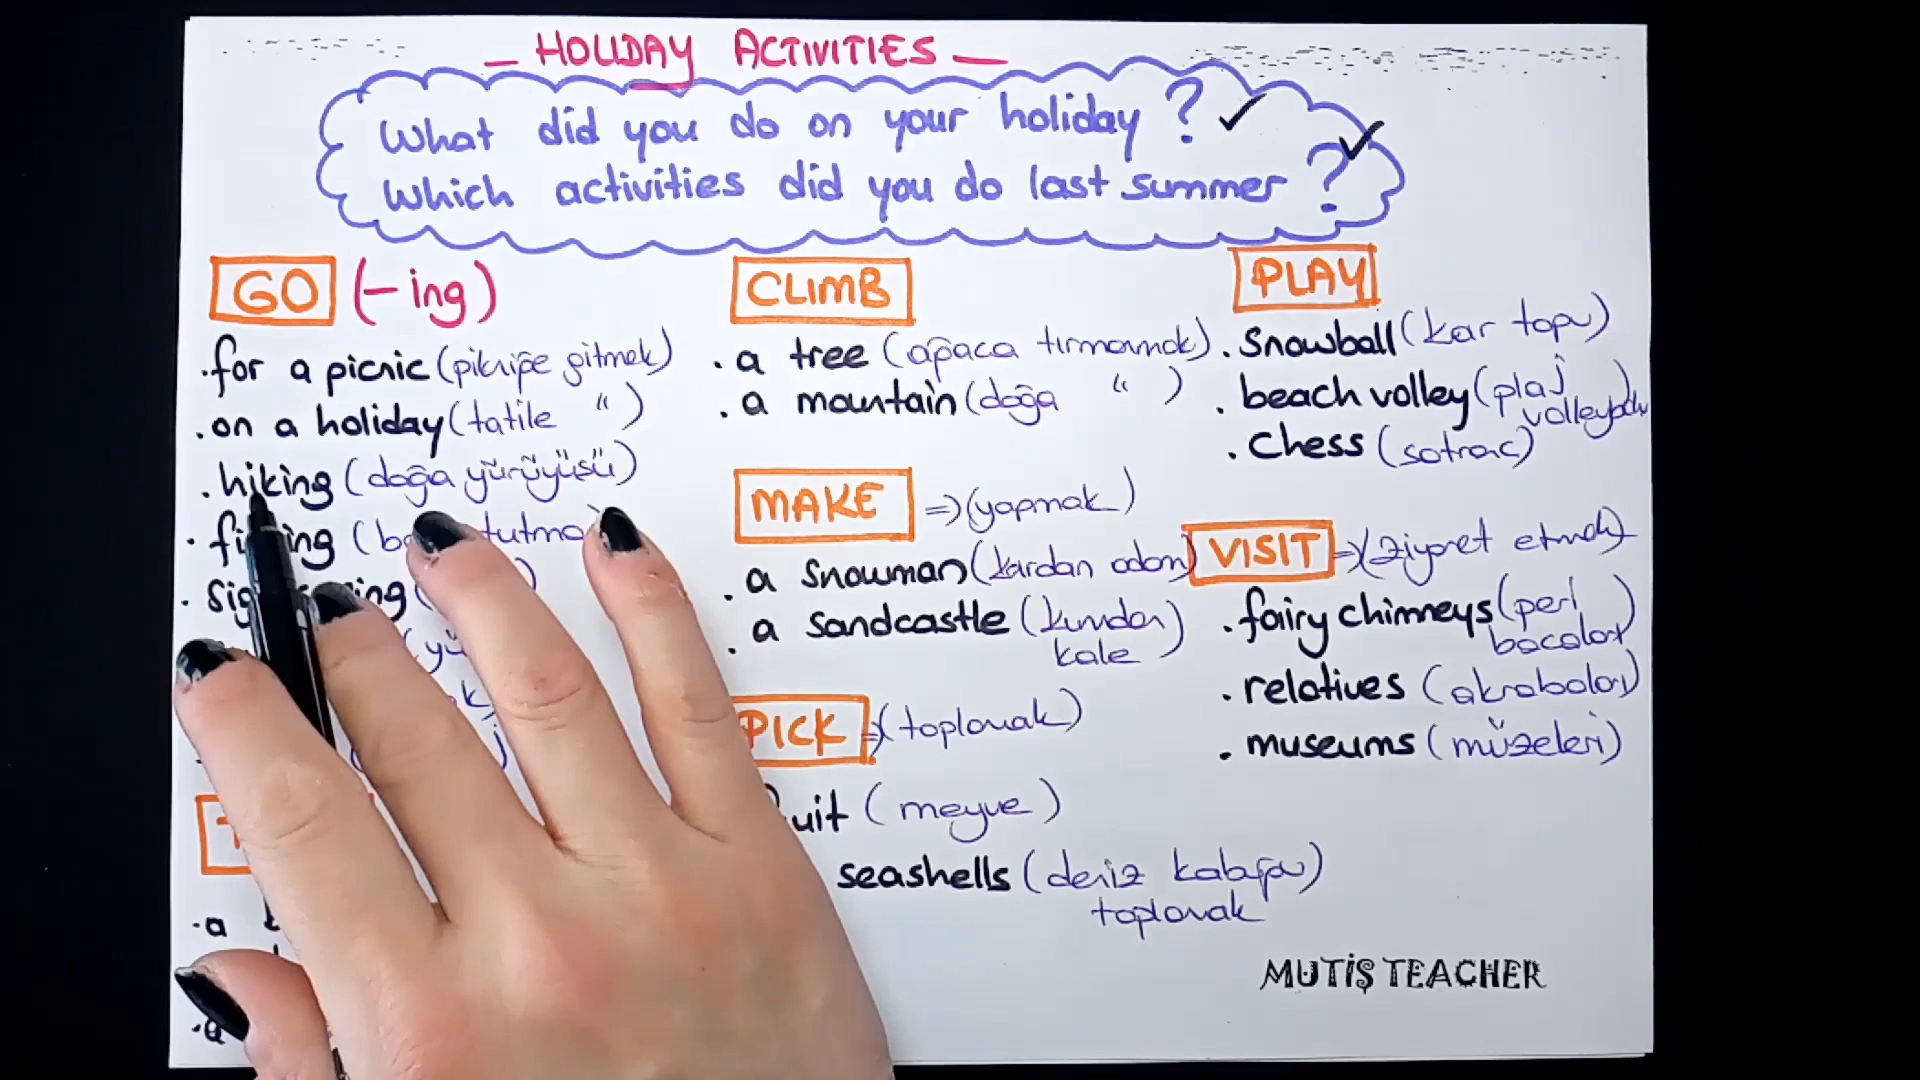 HOLIDAY ACTIVITIES
What did you do on your holiday ?
Which activities did you do last summer ?
GO (-ing)
. for a picnic (pikniğe gitmek)
. on a holiday (tatile " )
. hiking (doğa yürüyüsü)
CLIMB
. a tree (ağaca tırmanmak)
. a mountain (doğa " )
MAKE => (yapmak)
. a snowman (kardan adam)
. a sandcastle (kumdan
kale )
PICK => (toplamak)
uit (meyve)
seashells (deniz kabuğu)
toplamak
PLAY
. Snowball (kar topu)
. beach volley (plaj
volleybolu)
. Chess (satranç)
VISIT => (ziyaret etmek)
. fairy chimneys (peri
bacaları)
. relatives (akrabaları)
. museums (müzeleri)
MUTİŞ TEACHER